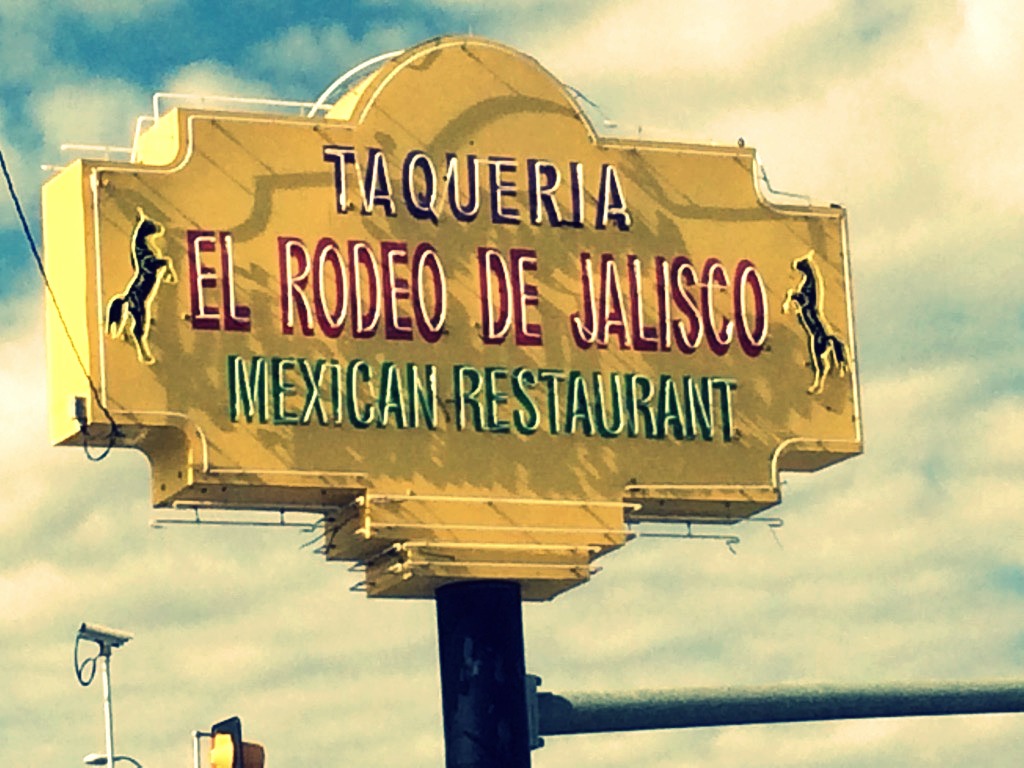 TAQUERIA
EL RODEO DE JALISCO
MEXICAN RESTAURANT